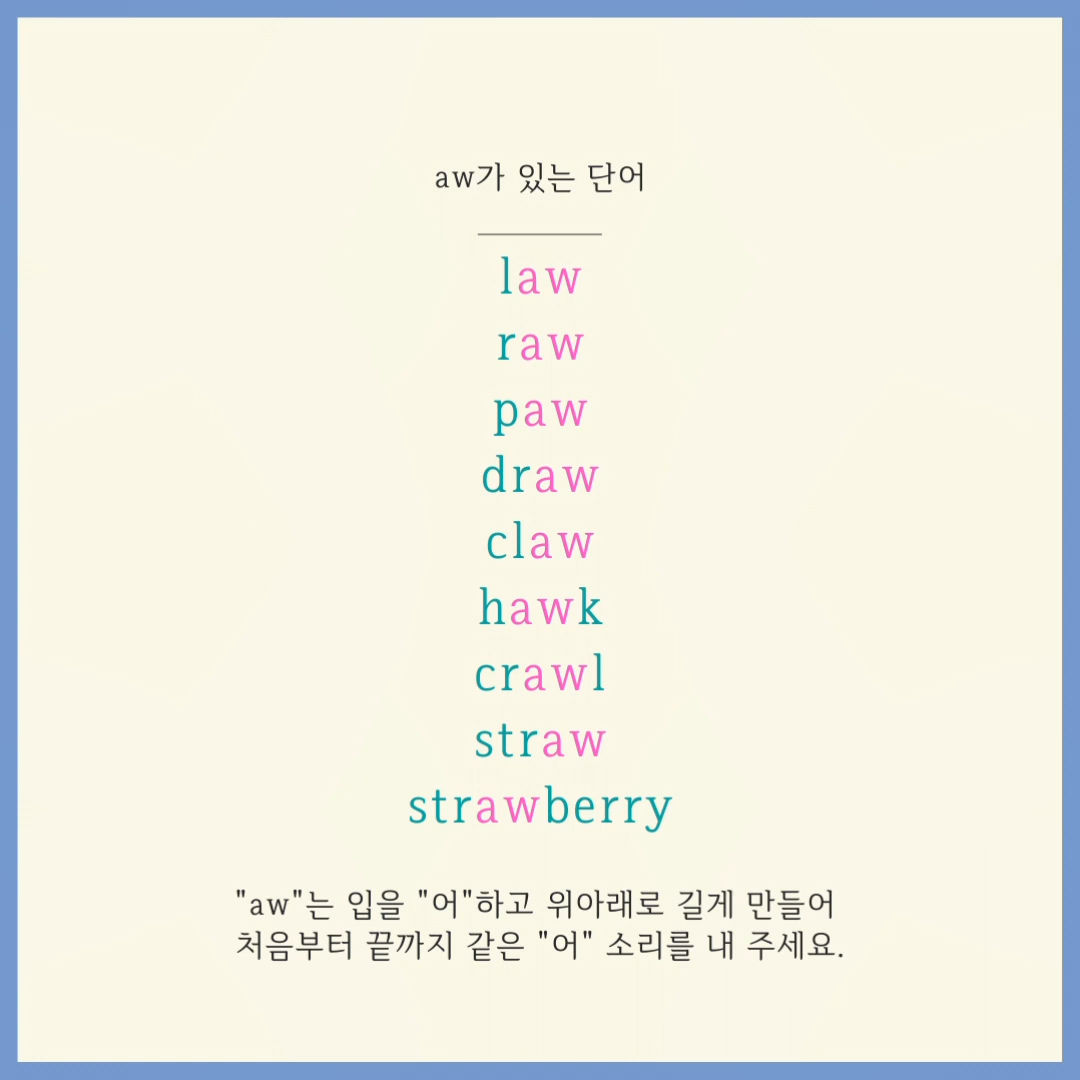 aw가 있는 단어
law
raw
paw
draw
claw
hawk
crawl
straw
strawberry
"aw"는 입을 "어"하고 위아래로 길게 만들어
처음부터 끝까지 같은 "어" 소리를 내 주세요.